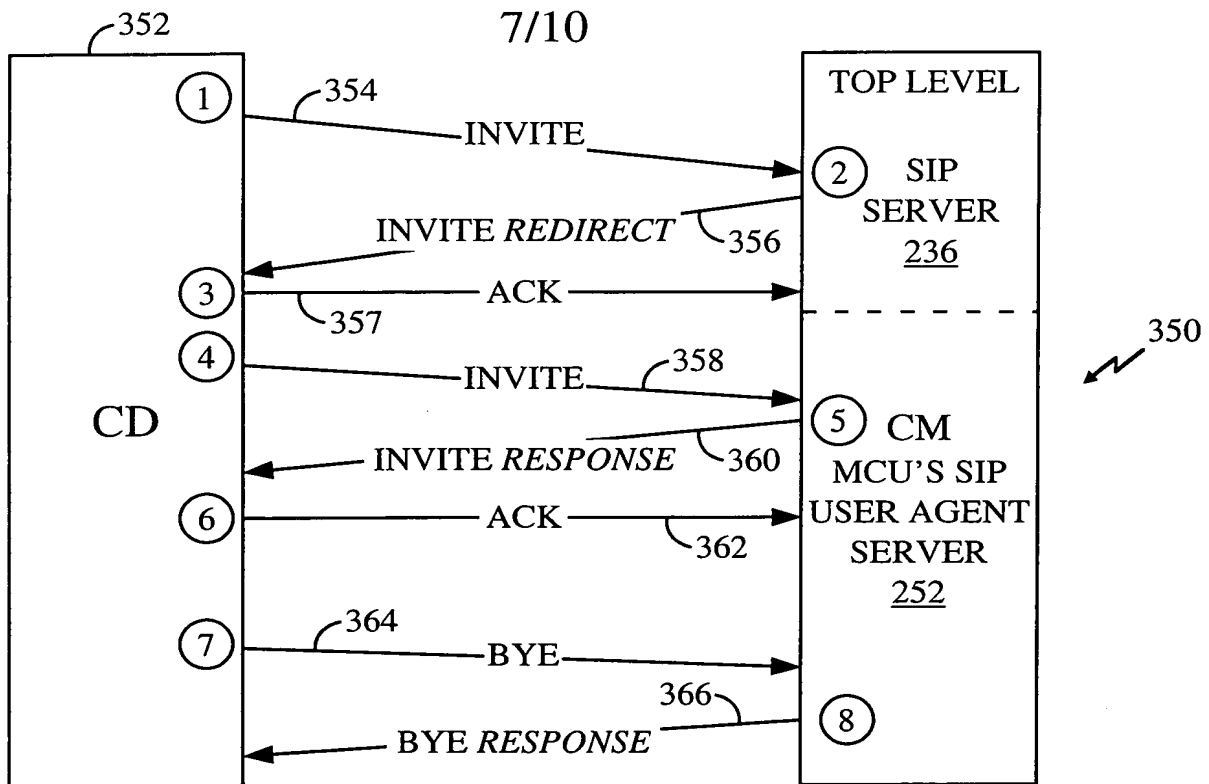 352
7/10
TOP LEVEL
1
354
INVITE
2
SIP
SERVER
236
INVITE REDIRECT
356
3
ACK
357
350
4
358
INVITE
CD
5
CM
INVITE RESPONSE
360
MCU'S SIP
USER AGENT
SERVER
252
6
ACK
362
7
364
BYE
366
8
BYE RESPONSE